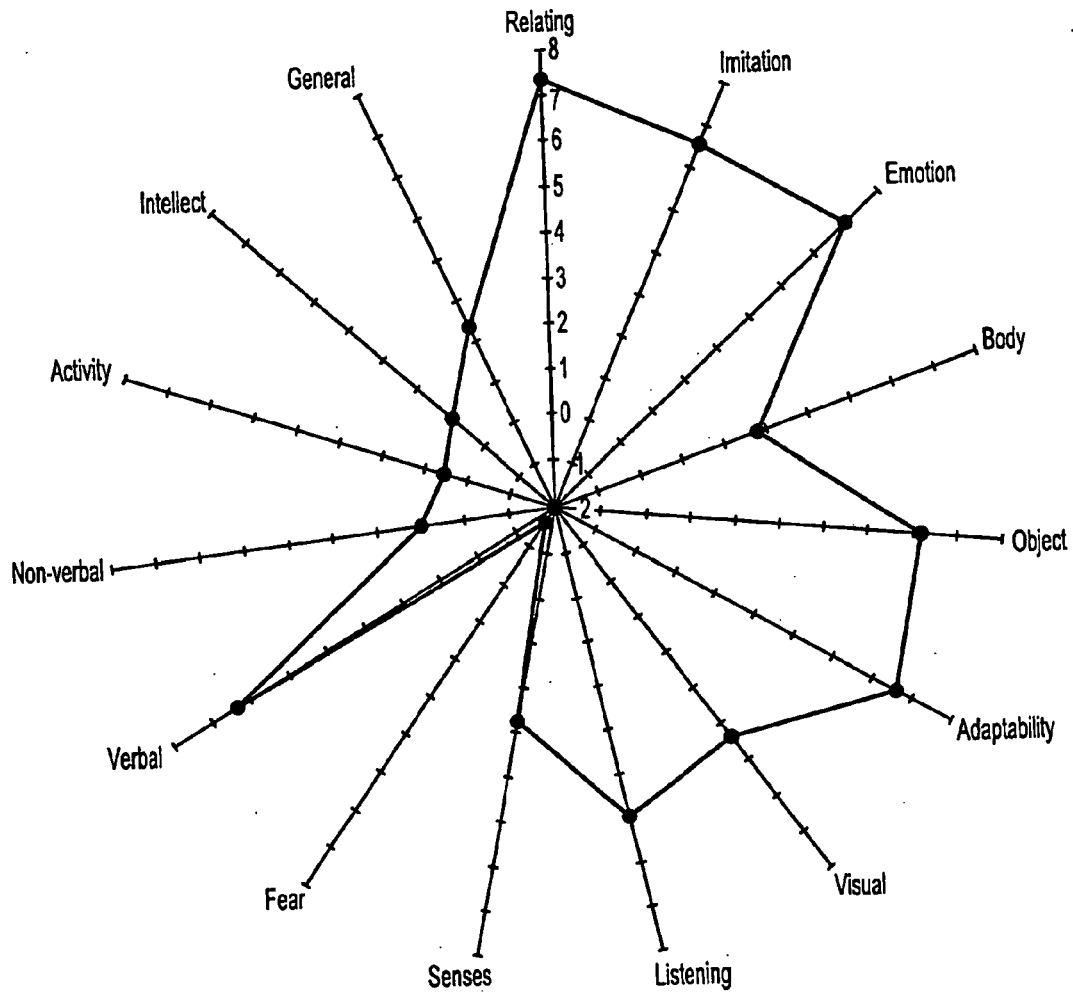 Relating
8
Imitation
General
7
6
Emotion
Intellect
5
4
3
Body
Activity
2
1
0
-1
-2
Object
Non-verbal
Adaptability
Verbal
Visual
Fear
Senses
Listening